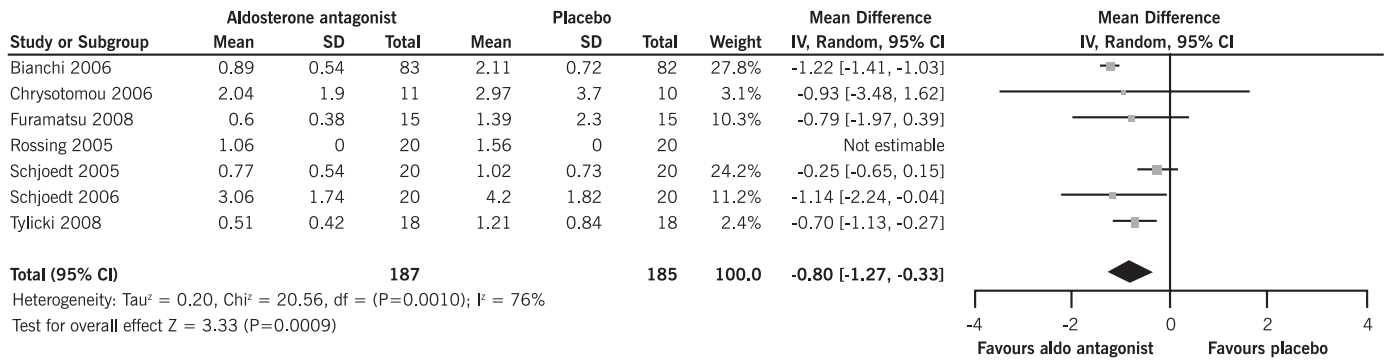 Aldosterone antagonist Placebo Mean Difference Mean Difference
Study or Subgroup Mean SD Total Mean SD Total Weight IV, Random, 95% CI IV, Random, 95% CI
Bianchi 2006 0.89 0.54 83 2.11 0.72 82 27.8% -1.22 [-1.41, -1.03]
Chrysotomou 2006 2.04 1.9 11 2.97 3.7 10 3.1% -0.93 [-3.48, 1.62]
Furamatsu 2008 0.6 0.38 15 1.39 2.3 15 10.3% -0.79 [-1.97, 0.39]
Rossing 2005 1.06 0 20 1.56 0 20 Not estimable
Schjoedt 2005 0.77 0.54 20 1.02 0.73 20 24.2% -0.25 [-0.65, 0.15]
Schjoedt 2006 3.06 1.74 20 4.2 1.82 20 11.2% -1.14 [-2.24, -0.04]
Tylicki 2008 0.51 0.42 18 1.21 0.84 18 2.4% -0.70 [-1.13, -0.27]
Total (95% CI) 187 185 100.0 -0.80 [-1.27, -0.33]
Heterogeneity: Tauᶻ = 0.20, Chiᶻ = 20.56, df = (P=0.0010); Iᶻ = 76%
Test for overall effect Z = 3.33 (P=0.0009)
-4 -2 0 2 4
Favours aldo antagonist Favours placebo